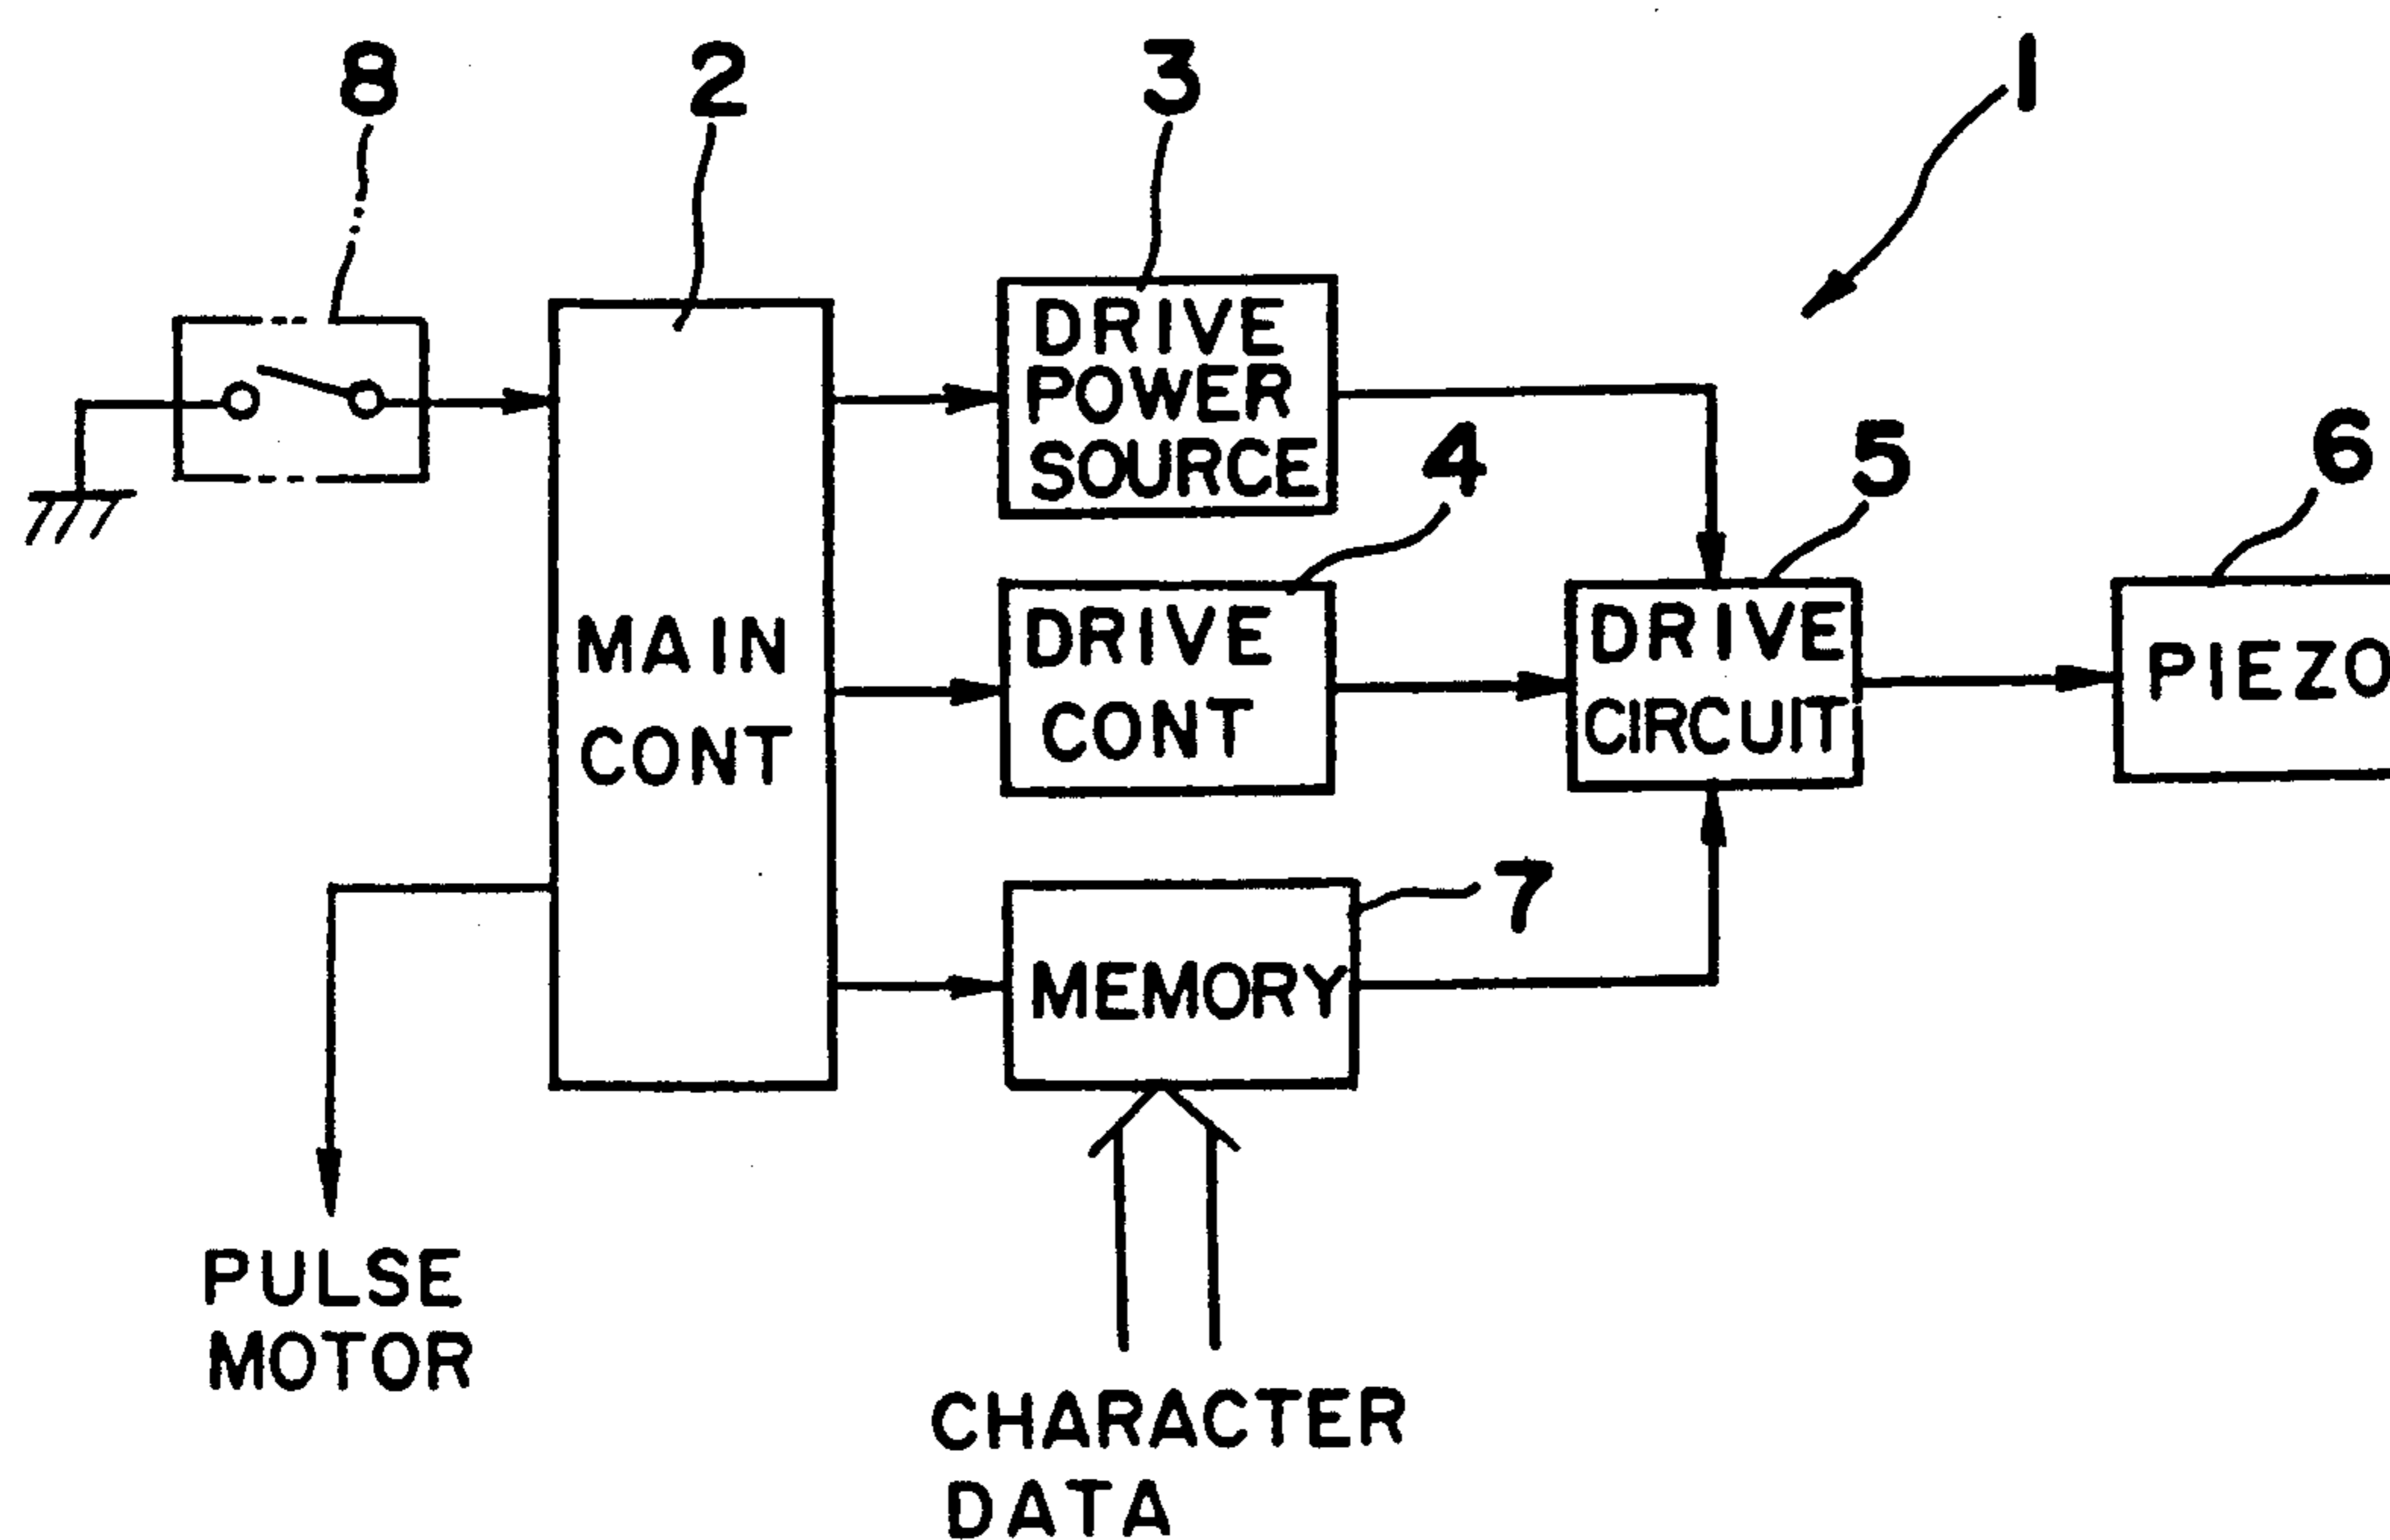 8
2
3
1
DRIVE
POWER
SOURCE
4
5
6
MAIN
CONT
DRIVE
CONT
DRIVE
CIRCUIT
PIEZO
7
MEMORY
PULSE
MOTOR
CHARACTER
DATA